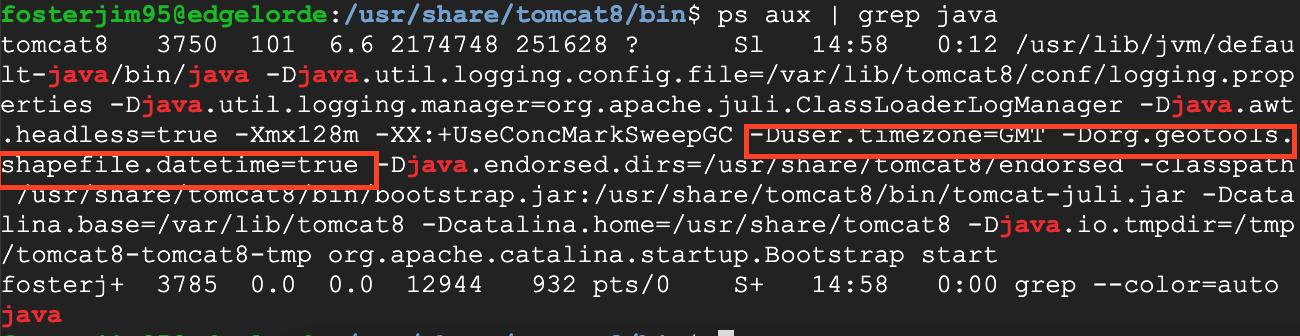 fosterjim95@edgelorde:/usr/share/tomcat8/bin$ ps aux | grep java
tomcat8   3750  101  6.6 2174748 251628 ?      Sl   14:58   0:12 /usr/lib/jvm/defau
lt-java/bin/java -Djava.util.logging.config.file=/var/lib/tomcat8/conf/logging.prop
erties -Djava.util.logging.manager=org.apache.juli.ClassLoaderLogManager -Djava.awt
.headless=true -Xmx128m -XX:+UseConcMarkSweepGC -Duser.timezone=GMT -Dorg.geotools.
shapefile.datetime=true -Djava.endorsed.dirs=/usr/share/tomcat8/endorsed -classpath
 /usr/share/tomcat8/bin/bootstrap.jar:/usr/share/tomcat8/bin/tomcat-juli.jar -Dcata
lina.base=/var/lib/tomcat8 -Dcatalina.home=/usr/share/tomcat8 -Djava.io.tmpdir=/tmp
/tomcat8-tomcat8-tmp org.apache.catalina.startup.Bootstrap start
fosterj+  3785  0.0  0.0  12944   932 pts/0    S+   14:58   0:00 grep --color=auto
java